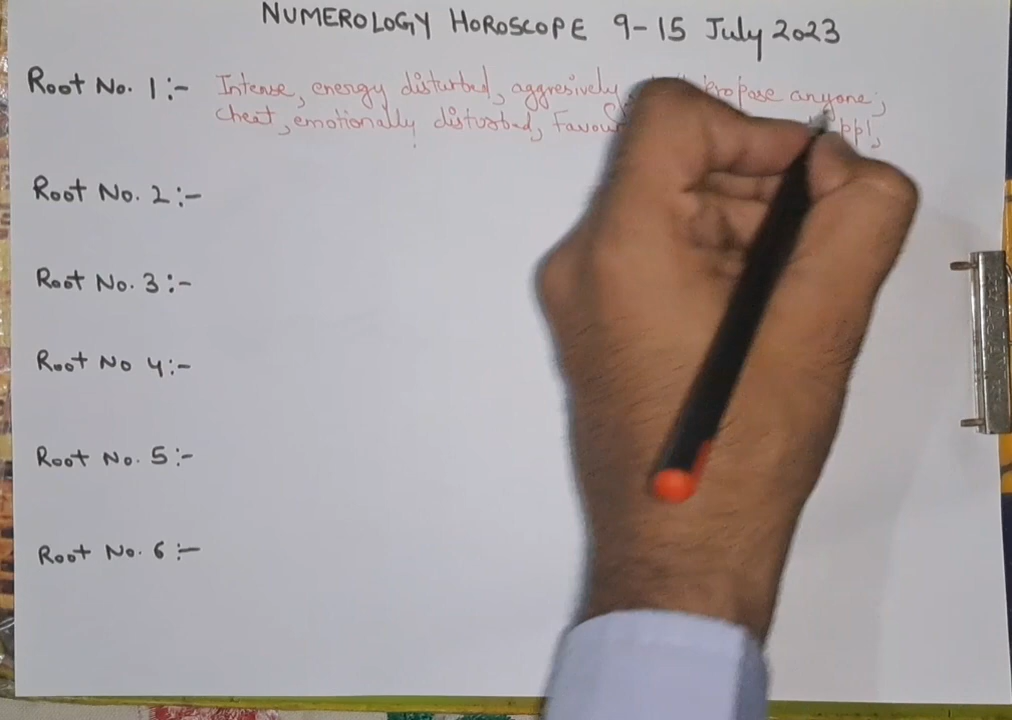 NUMEROLOGY HOROSCOPE 9-15 July 2023
Root No. 1:- Intense, energy disturbed, aggresively propose anyone;
cheat, emotionally disturbed, Favour ppl,
Root No. 2:-
Root No. 3:-
Root No 4:-
Root No. 5:-
Root No. 6:-